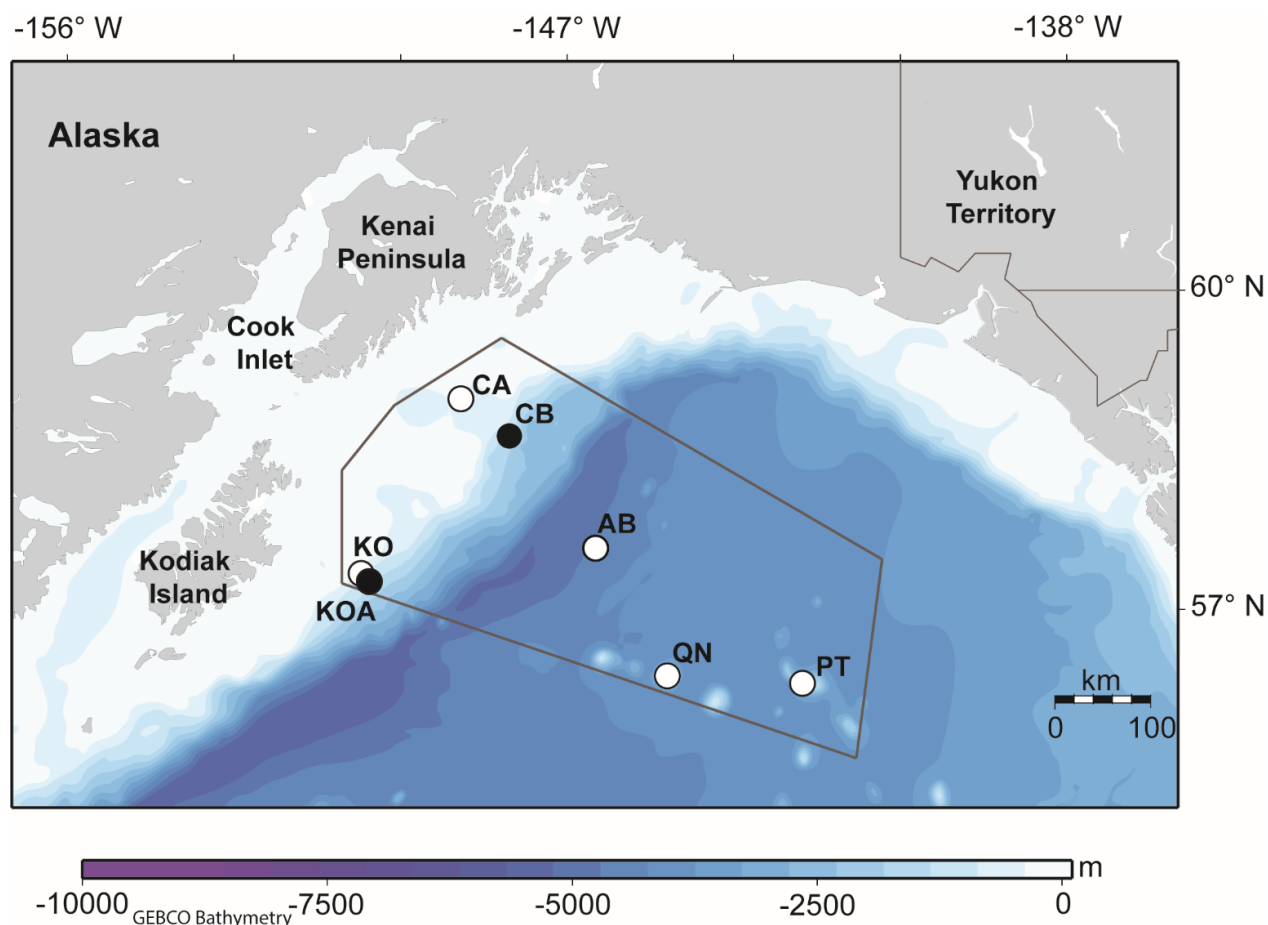 -156° W
-147° W
-138° W
Alaska
Yukon
Territory
Kenai
Peninsula
60° N
Cook
Inlet
CA
CB
AB
KO
Kodiak
Island
KOA
57° N
QN
PT
km
0 100
m
-10000 -7500 -5000 -2500 0
GEBCO Bathymetry